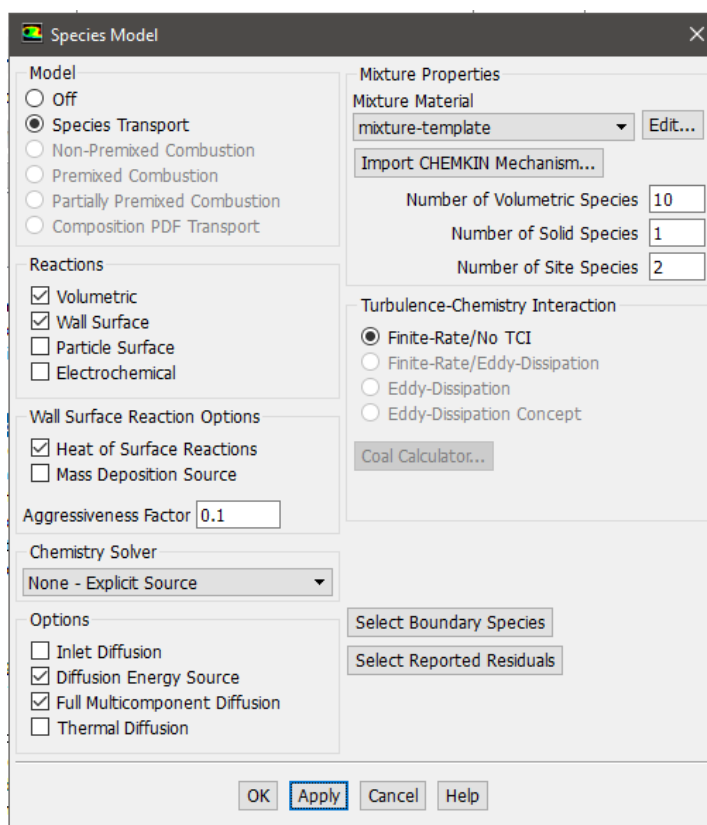 Species Model
Model
Off
Species Transport
Non-Premixed Combustion
Premixed Combustion
Partially Premixed Combustion
Composition PDF Transport
Reactions
Volumetric
Wall Surface
Particle Surface
Electrochemical
Wall Surface Reaction Options
Heat of Surface Reactions
Mass Deposition Source
Aggressiveness Factor 0.1
Chemistry Solver
None - Explicit Source
Options
Inlet Diffusion
Diffusion Energy Source
Full Multicomponent Diffusion
Thermal Diffusion
Mixture Properties
Mixture Material
mixture-template Edit...
Import CHEMKIN Mechanism...
Number of Volumetric Species 10
Number of Solid Species 1
Number of Site Species 2
Turbulence-Chemistry Interaction
Finite-Rate/No TCI
Finite-Rate/Eddy-Dissipation
Eddy-Dissipation
Eddy-Dissipation Concept
Coal Calculator...
Select Boundary Species
Select Reported Residuals
OK Apply Cancel Help